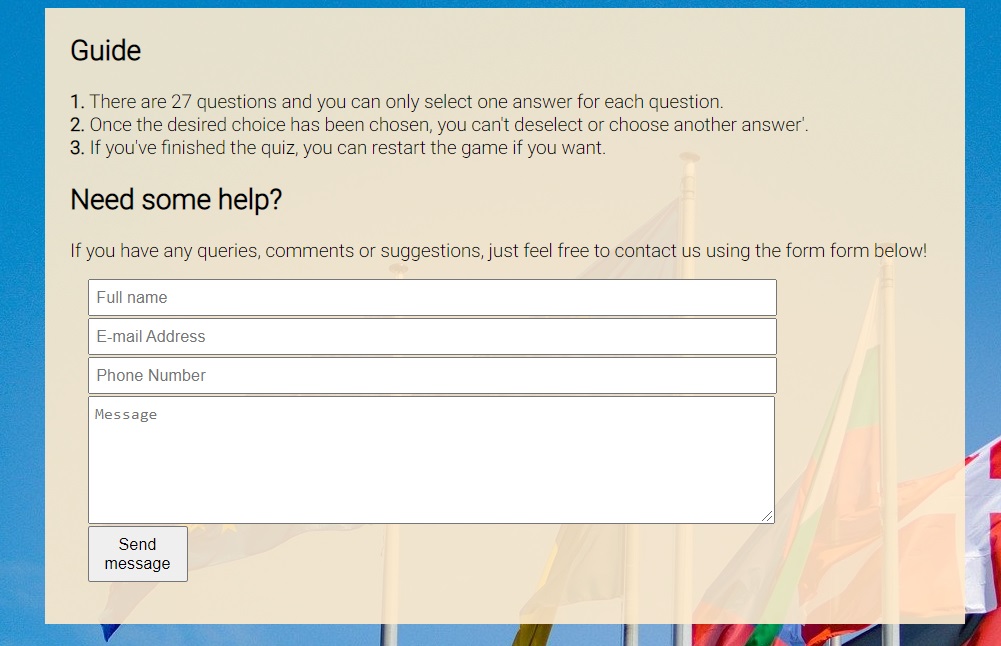 Guide
1. There are 27 questions and you can only select one answer for each question.
2. Once the desired choice has been chosen, you can't deselect or choose another answer'.
3. If you've finished the quiz, you can restart the game if you want.
Need some help?
If you have any queries, comments or suggestions, just feel free to contact us using the form form below!
Full name
E-mail Address
Phone Number
Message
Send
message